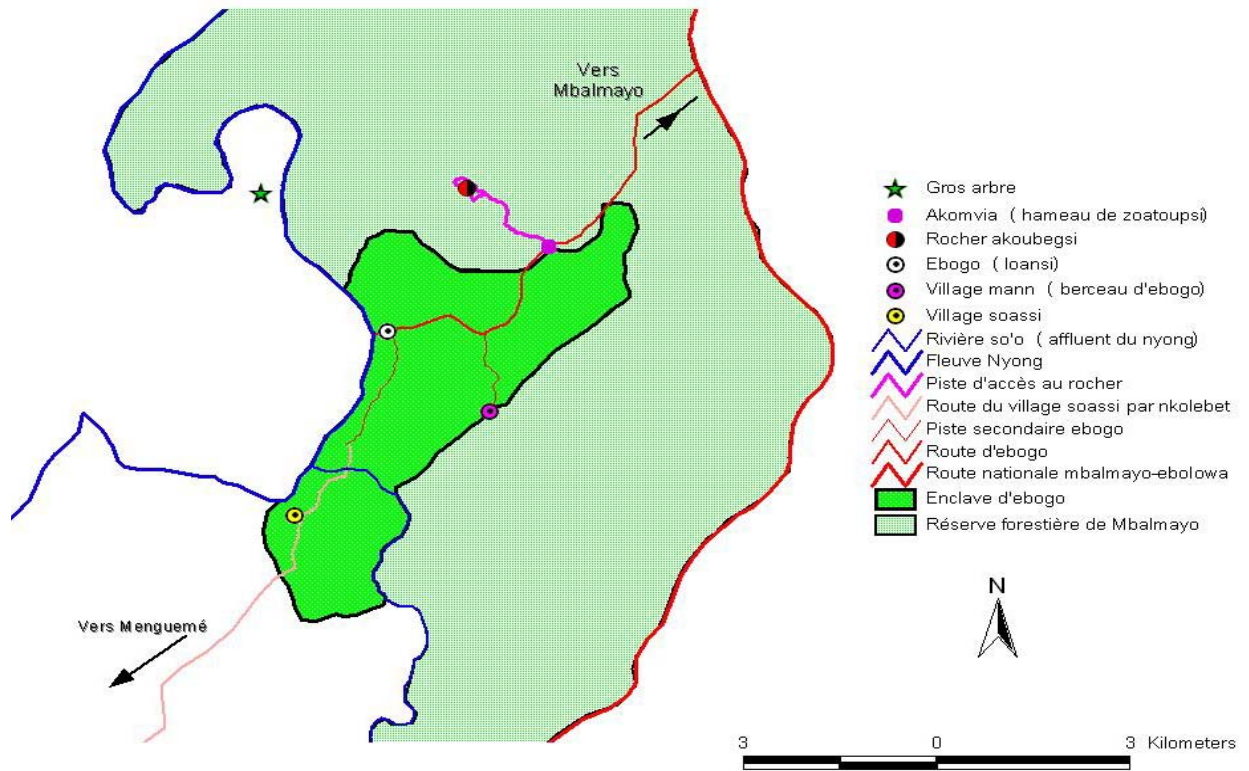 Vers
Mbalmayo
Gros arbre
Akomvia ( hameau de zoatoupsi)
Rocher akoubegsi
Ebogo ( loansi)
Village mann ( berceau d'ebogo)
Village soassi
Rivière so'o ( affluent du nyong)
Fleuve Nyong
Piste d'accès au rocher
Route du village soassi par nkolebet
Piste secondaire ebogo
Route d'ebogo
Route nationale mbalmayo-ebolowa
Enclave d'ebogo
Réserve forestière de Mbalmayo
N
Vers Menguemé
3 0 3 Kilometers